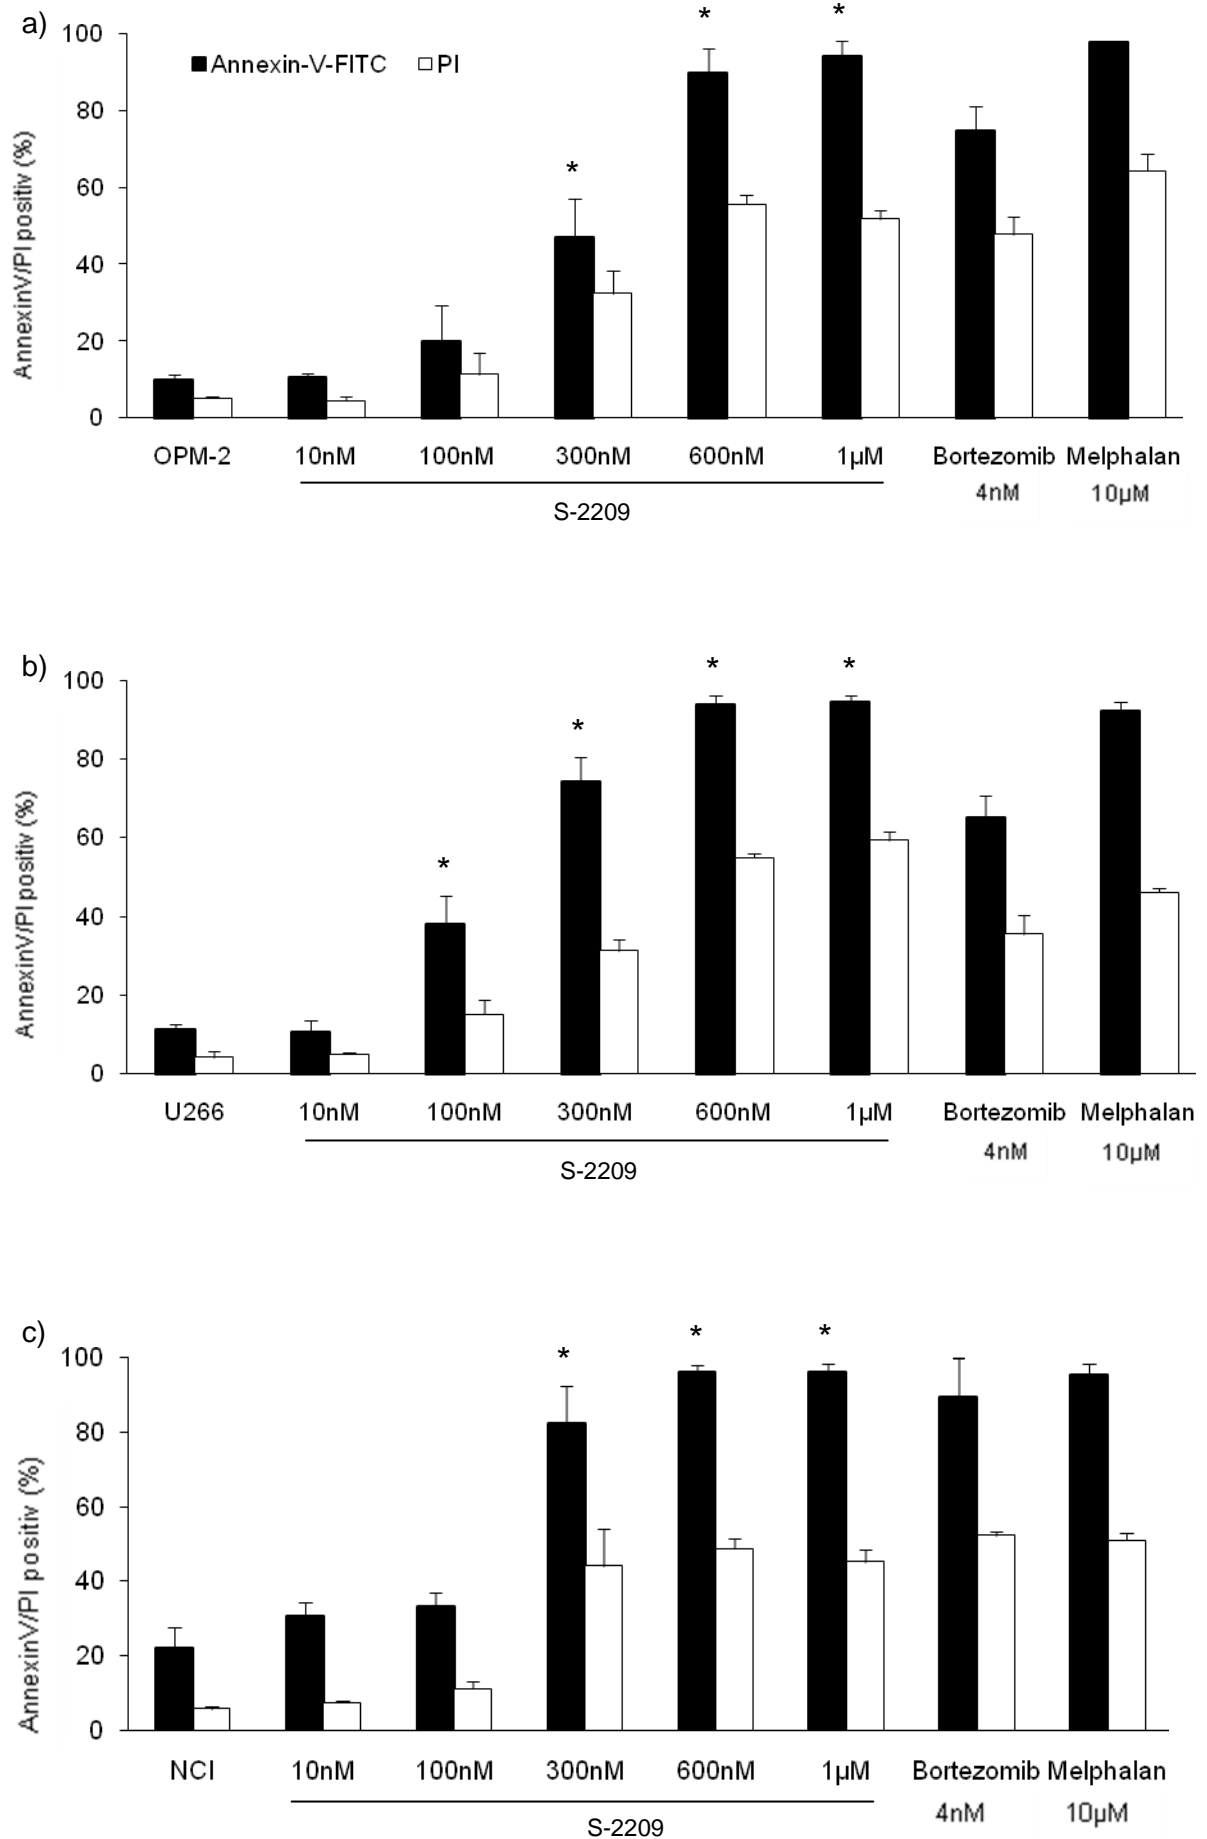 a)
*
*
*
100
80
60
40
20
0
AnnexinV/PI positiv (%)
Annexin-V-FITC PI
OPM-2 10nM 100nM 300nM 600nM 1µM Bortezomib Melphalan
4nM 10µM
S-2209
b)
*
*
*
*
100
80
60
40
20
0
AnnexinV/PI positiv (%)
U266 10nM 100nM 300nM 600nM 1µM Bortezomib Melphalan
4nM 10µM
S-2209
c)
*
*
*
100
80
60
40
20
0
AnnexinV/PI positiv (%)
NCI 10nM 100nM 300nM 600nM 1µM Bortezomib Melphalan
4nM 10µM
S-2209